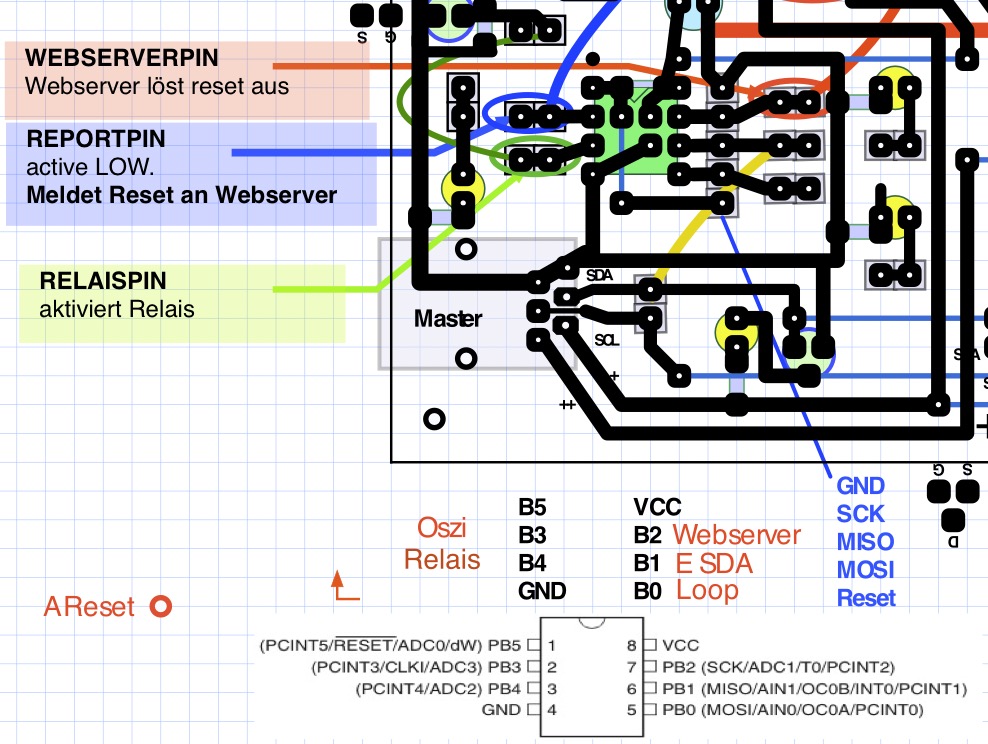 S G
WEBSERVERPIN
Webserver löst reset aus
REPORTPIN
active LOW.
Meldet Reset an Webserver
RELAISPIN
aktiviert Relais
SDA
Master
SCL
+
++
G S
D
GND
SCK
MISO
MOSI
Reset
Oszi
Relais
B5
B3
B4
GND
VCC
B2 Webserver
B1 E SDA
B0 Loop
AReset
(PCINT5/RESET/ADC0/dW) PB5 1 8 VCC
(PCINT3/CLKI/ADC3) PB3 2 7 PB2 (SCK/ADC1/T0/PCINT2)
(PCINT4/ADC2) PB4 3 6 PB1 (MISO/AIN1/OC0B/INT0/PCINT1)
GND 4 5 PB0 (MOSI/AIN0/OC0A/PCINT0)